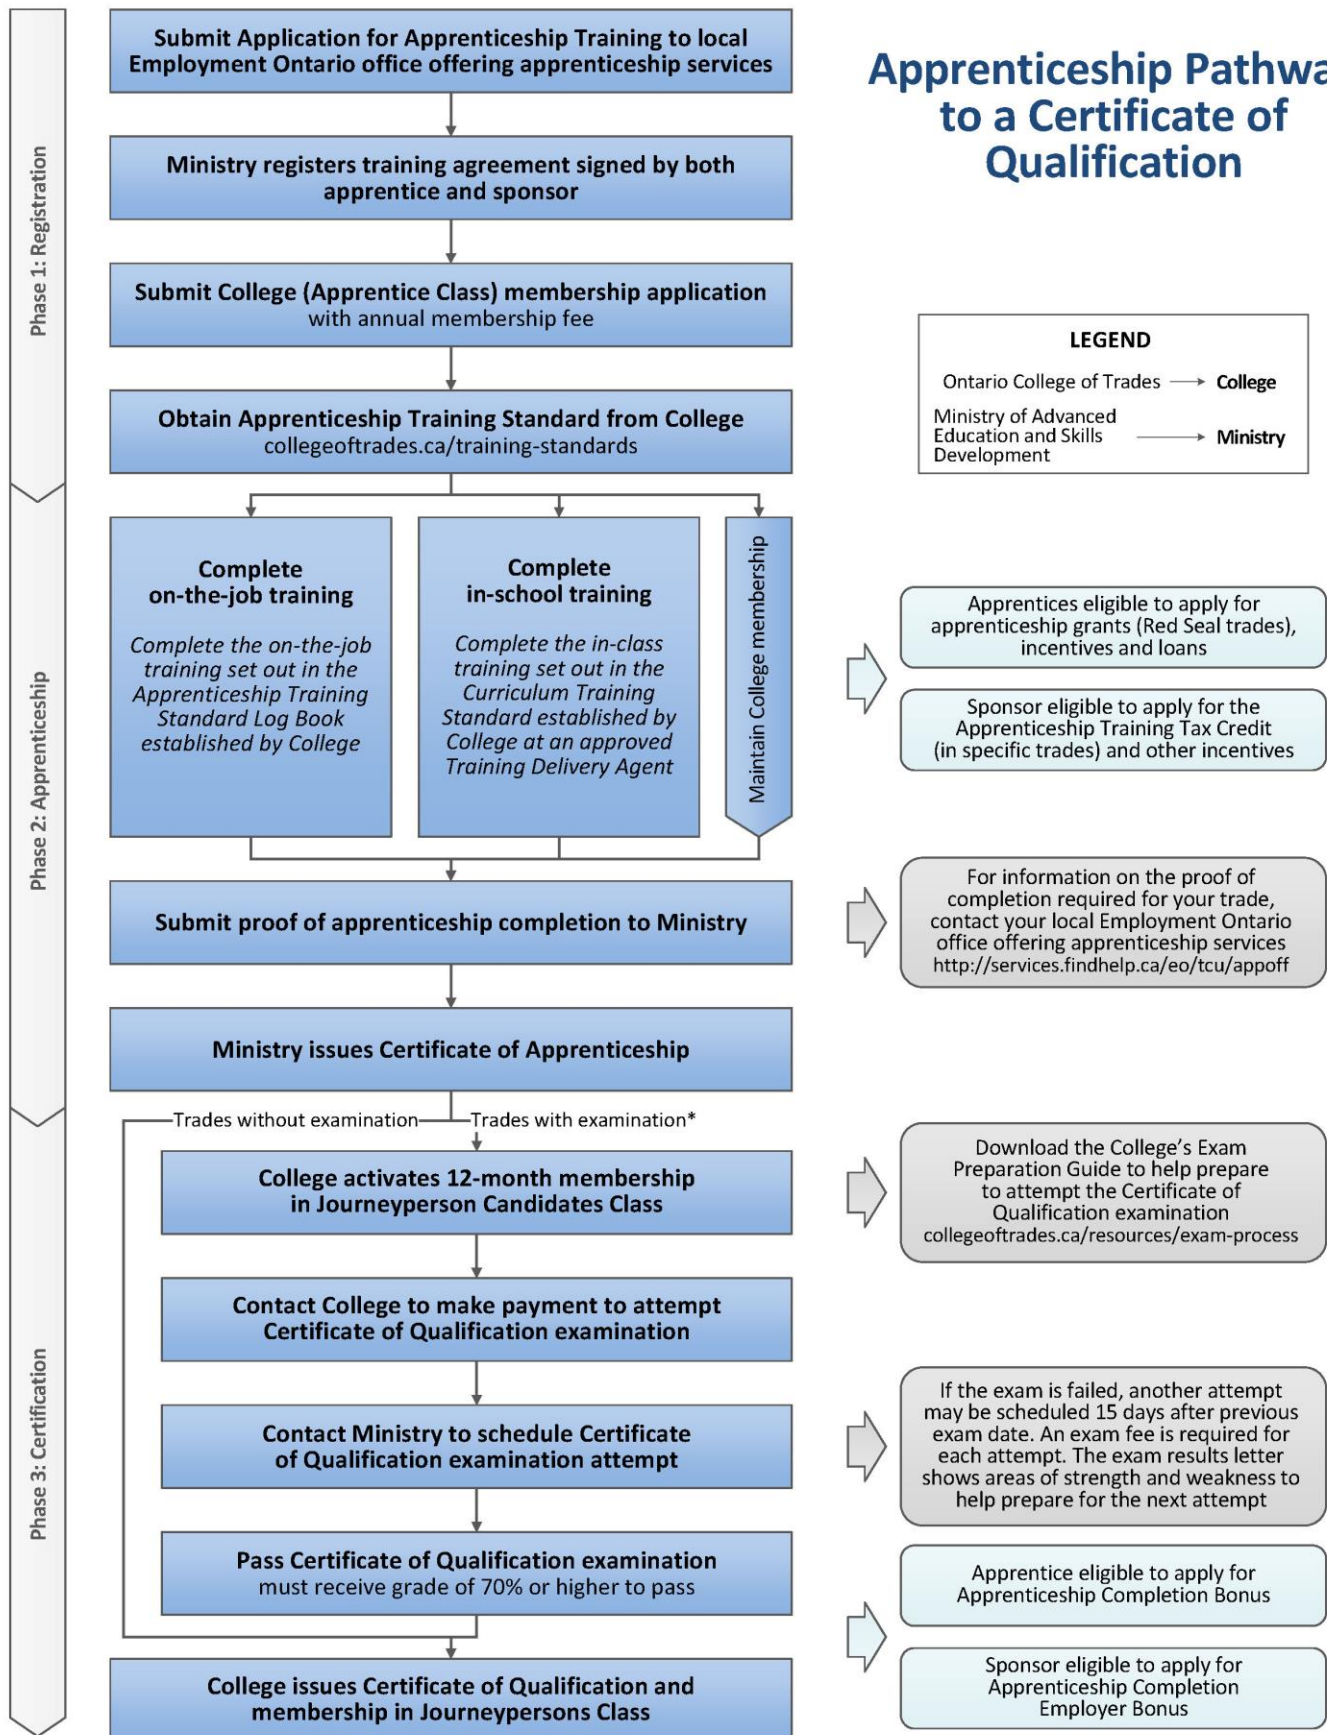 Submit Application for Apprenticeship Training to local
Employment Ontario office offering apprenticeship services
Apprenticeship Pathwa
to a Certificate of
Qualification
Phase 1: Registration
Ministry registers training agreement signed by both
apprentice and sponsor
Submit College (Apprentice Class) membership application
with annual membership fee
LEGEND
Ontario College of Trades
College
Ministry of Advanced
Education and Skills
Development
Ministry
Obtain Apprenticeship Training Standard from College
collegeoftrades.ca/training-standards
Phase 2: Apprenticeship
Complete
on-the-job training
Complete the on-the-job
training set out in the
Apprenticeship Training
Standard Log Book
established by College
Complete
in-school training
Complete the in-class
training set out in the
Curriculum Training
Standard established by
College at an approved
Training Delivery Agent
Maintain College membership
Apprentices eligible to apply for
apprenticeship grants (Red Seal trades),
incentives and loans
Sponsor eligible to apply for the
Apprenticeship Training Tax Credit
(in specific trades) and other incentives
Submit proof of apprenticeship completion to Ministry
For information on the proof of
completion required for your trade,
contact your local Employment Ontario
office offering apprenticeship services
http://services.findhelp.ca/eo/tcu/appoff
Ministry issues Certificate of Apprenticeship
Phase 3: Certification
Trades without examination
Trades with examination*
College activates 12-month membership
in Journeyperson Candidates Class
Download the College's Exam
Preparation Guide to help prepare
to attempt the Certificate of
Qualification examination
collegeoftrades.ca/resources/exam-process
Contact College to make payment to attempt
Certificate of Qualification examination
Contact Ministry to schedule Certificate
of Qualification examination attempt
If the exam is failed, another attempt
may be scheduled 15 days after previous
exam date. An exam fee is required for
each attempt. The exam results letter
shows areas of strength and weakness to
help prepare for the next attempt
Pass Certificate of Qualification examination
must receive grade of 70% or higher to pass
Apprentice eligible to apply for
Apprenticeship Completion Bonus
College issues Certificate of Qualification and
membership in Journeypersons Class
Sponsor eligible to apply for
Apprenticeship Completion
Employer Bonus